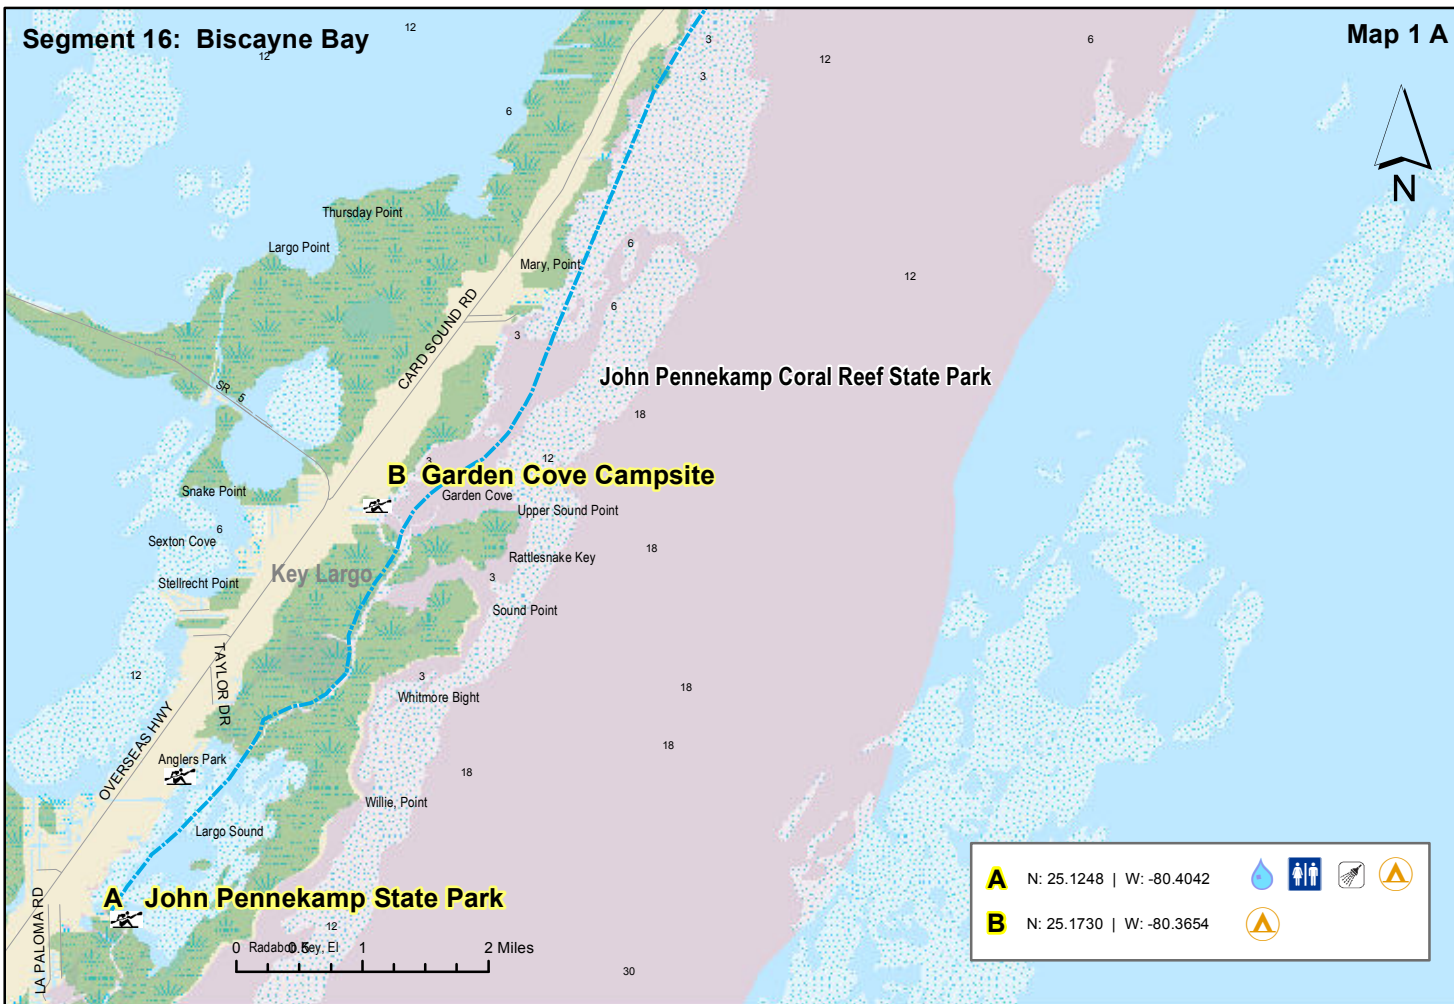 Segment 16: Biscayne Bay
Map 1 A
12
12
3
6
12
3
6
N
Thursday Point
Largo Point
6
Mary, Point
12
6
3
CARD SOUND RD
SR 5
John Pennekamp Coral Reef State Park
18
12
3
B Garden Cove Campsite
Snake Point
Garden Cove
Upper Sound Point
6
Sexton Cove
18
Rattlesnake Key
Key Largo
Stellrecht Point
3
Sound Point
TAYLOR DR
12
3
18
Whitmore Bight
OVERSEAS HWY
18
Anglers Park
18
Willie, Point
Largo Sound
A John Pennekamp State Park
LA PALOMA RD
12
0 0.5 1 2 Miles
Radabob Key, El
30
A N: 25.1248 | W: -80.4042
B N: 25.1730 | W: -80.3654